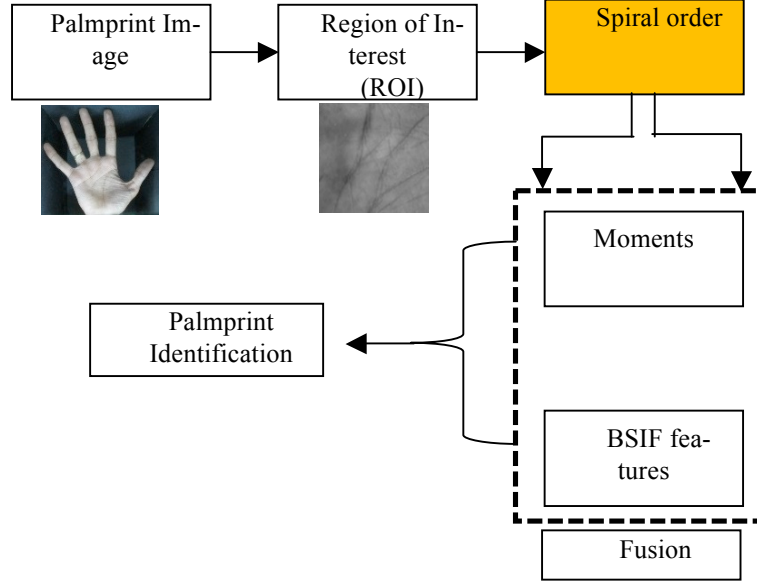 Palmprint Im-
age
Region of In-
terest
(ROI)
Spiral order
Moments
Palmprint
Identification
BSIF fea-
tures
Fusion